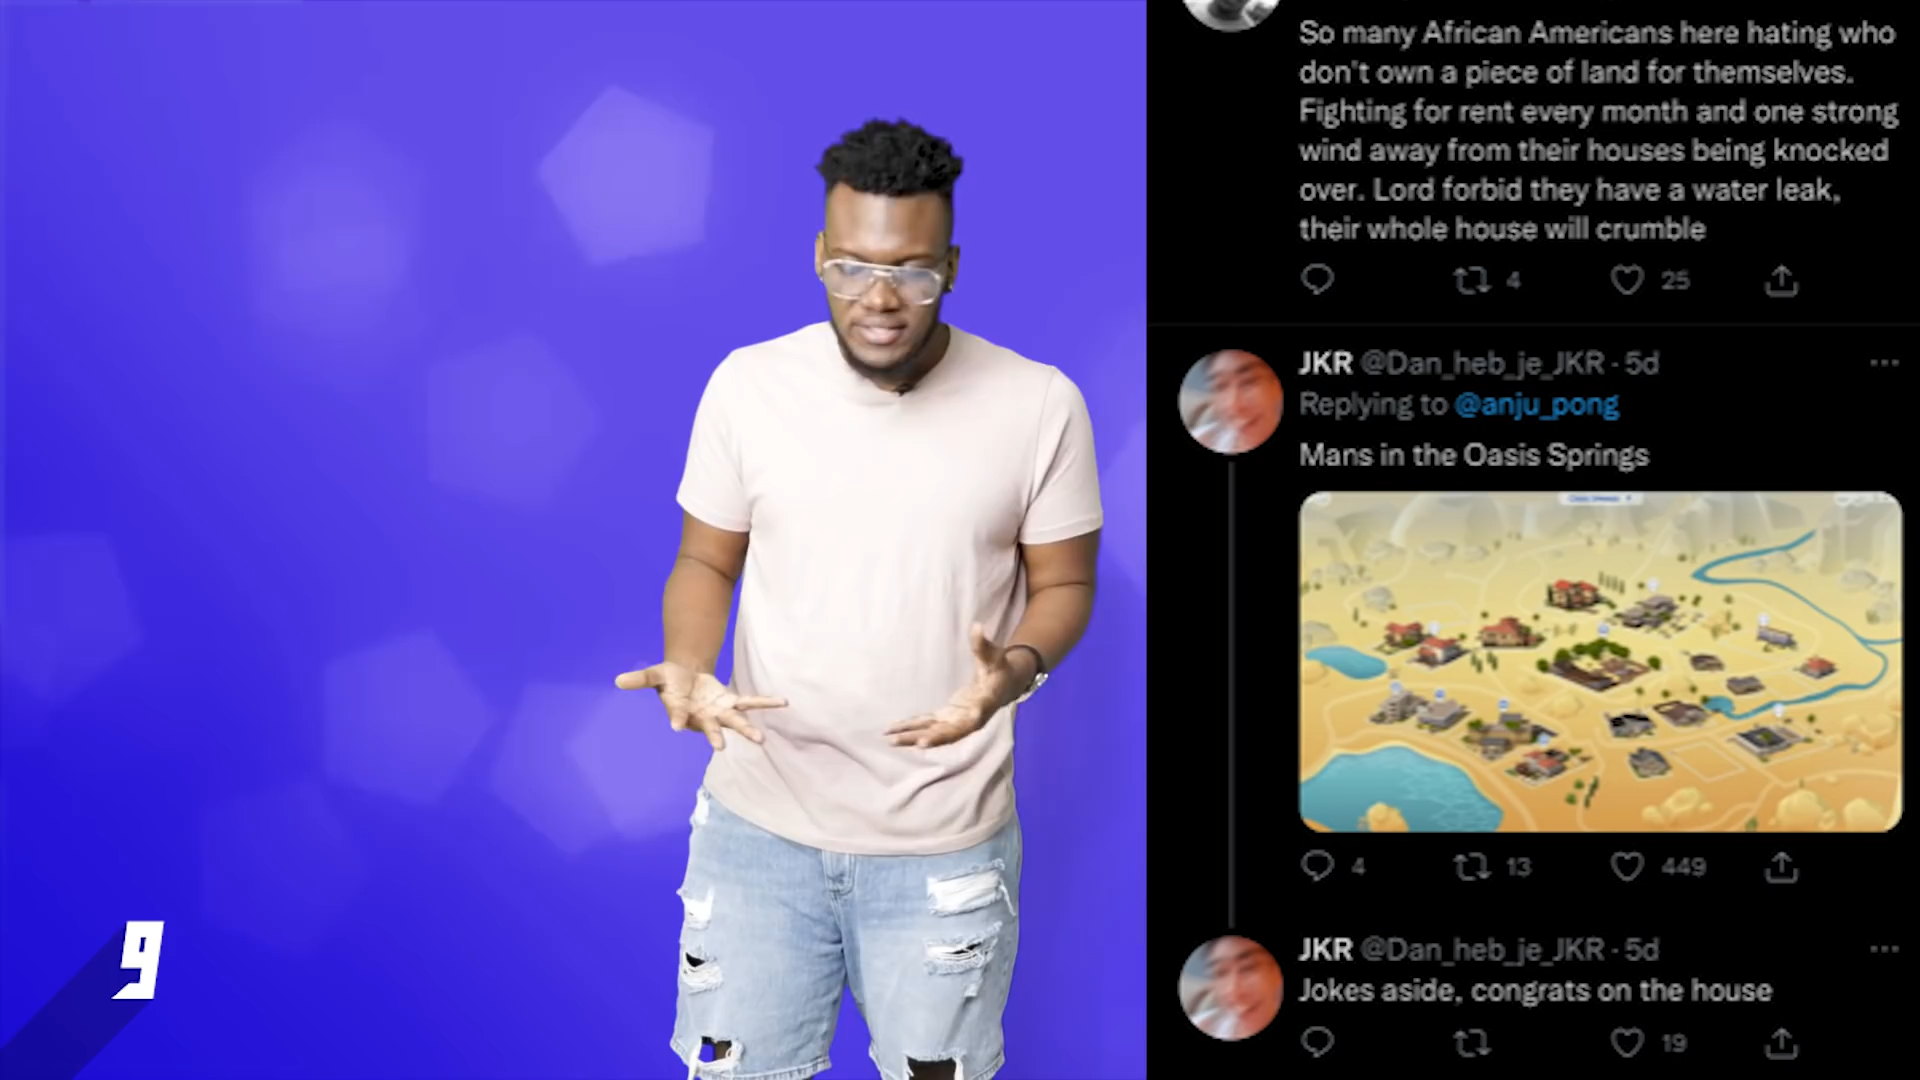 So many African Americans here hating who
don't own a piece of land for themselves.
Fighting for rent every month and one strong
wind away from their houses being knocked
over. Lord forbid they have a water leak,
their whole house will crumble
4 25
JKR @Dan_heb_je_JKR · 5d
Replying to @anju_pong
Mans in the Oasis Springs
4 13 449
JKR @Dan_heb_je_JKR · 5d
Jokes aside, congrats on the house
19
9